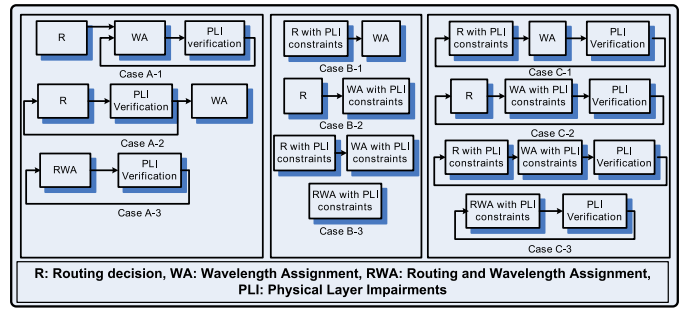 R
WA
PLI
verification
Case A-1
R
PLI
Verification
WA
Case A-2
RWA
PLI
Verification
Case A-3
R with PLI
constraints
WA
Case B-1
R
WA with PLI
constraints
Case B-2
R with PLI
constraints
WA with PLI
constraints
RWA with PLI
constraints
Case B-3
R with PLI
constraints
WA
PLI
Verification
Case C-1
R
WA with PLI
constraints
PLI
Verification
Case C-2
R with PLI
constraints
WA with PLI
constraints
PLI
Verification
RWA with PLI
constraints
PLI
Verification
Case C-3
R: Routing decision, WA: Wavelength Assignment, RWA: Routing and Wavelength Assignment,
PLI: Physical Layer Impairments